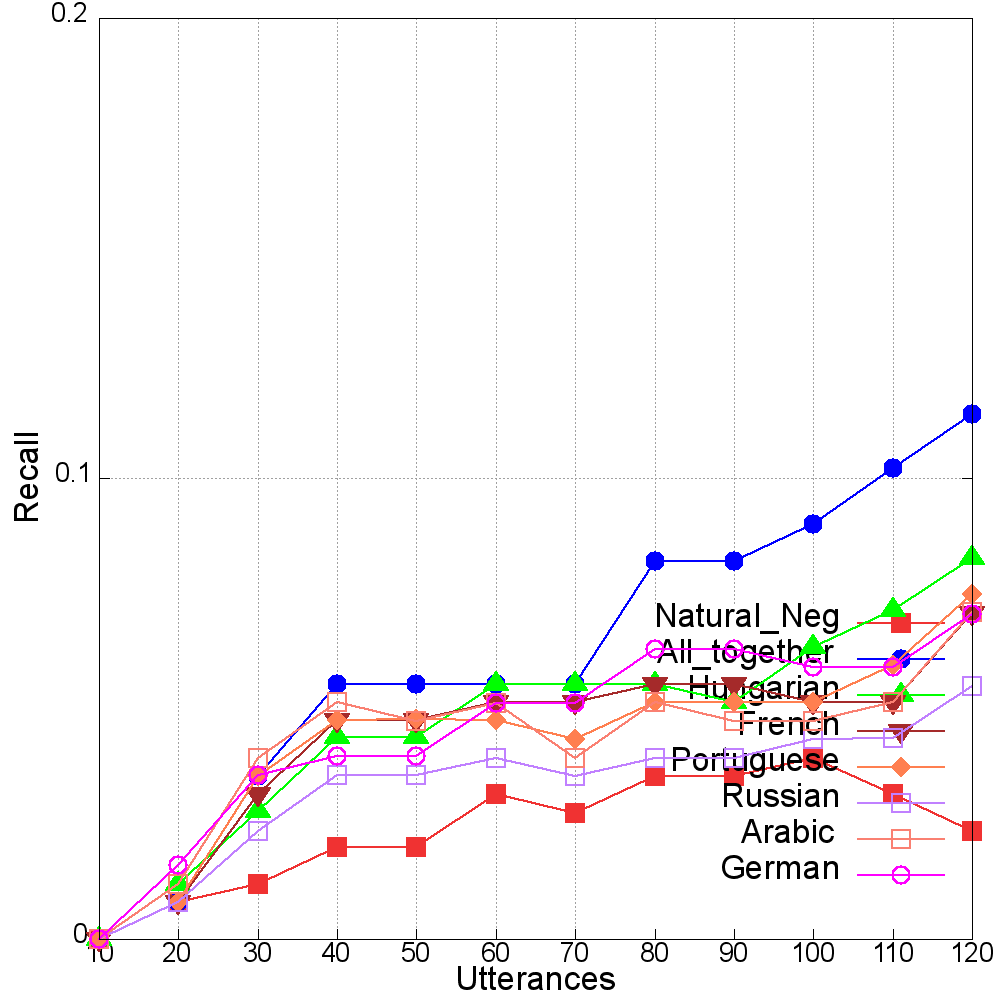 0.2
0.1
0
Recall
Natural_Neg
All_together
Hungarian
French
Portuguese
Russian
Arabic
German
10 20 30 40 50 60 70 80 90 100 110 120
Utterances